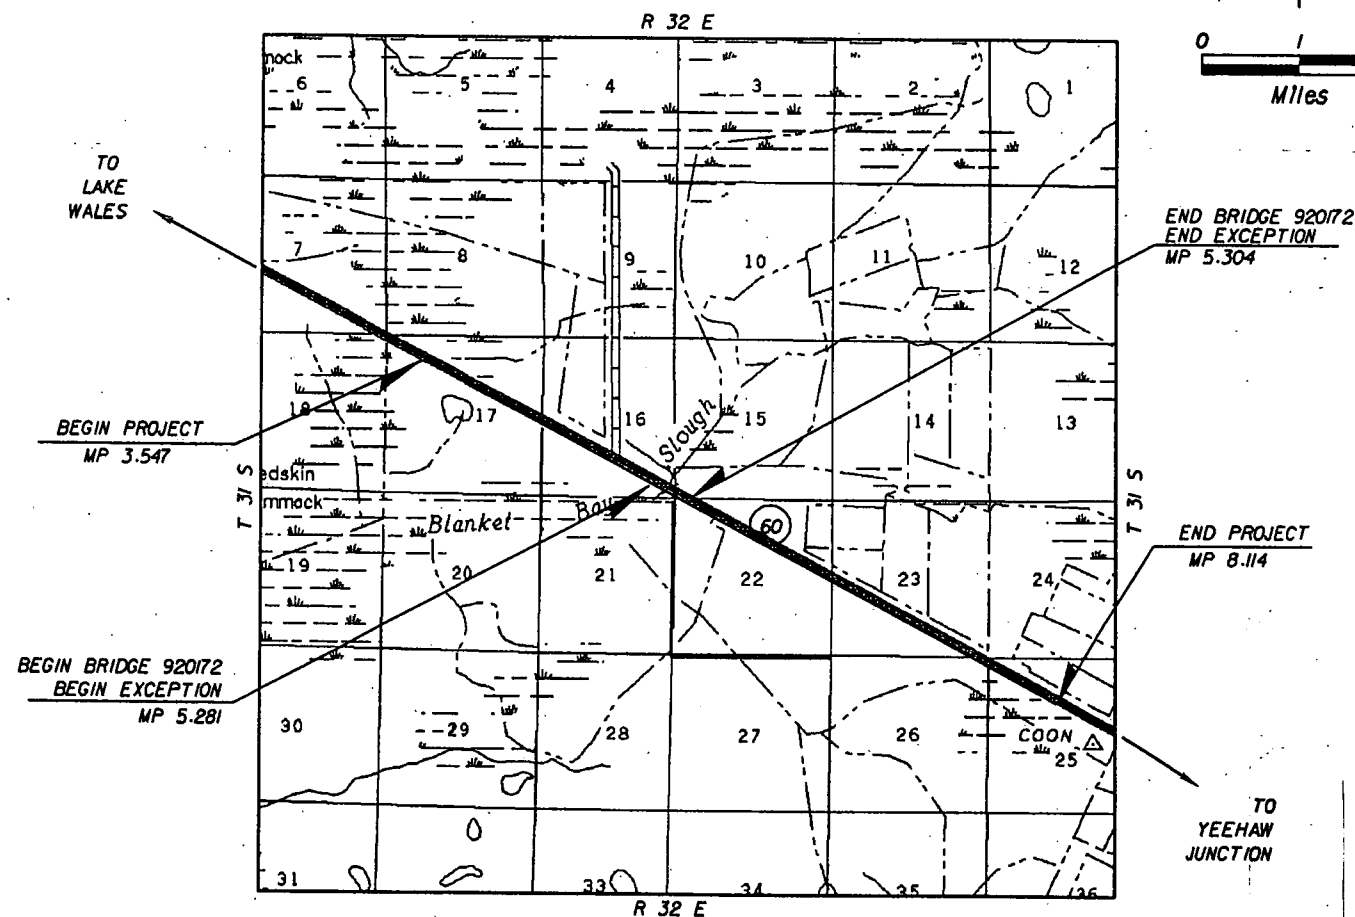 R 32 E
0 1
Miles
mock
6 5 4 3 2 1
TO
LAKE
WALES
END BRIDGE 920172
END EXCEPTION
MP 5.304
7 8 9 10 11 12
BEGIN PROJECT
MP 3.547
18 17 16 15 14 13
Slough
T 31 S
edskin
mmock
Blanket
Bay
60
T 31 S
END PROJECT
MP 8.114
19 20 21 22 23 24
BEGIN BRIDGE 920172
BEGIN EXCEPTION
MP 5.281
30 29 28 27 26 25
COON
TO
YEEHAW
JUNCTION
31 33 34 35 36
R 32 E